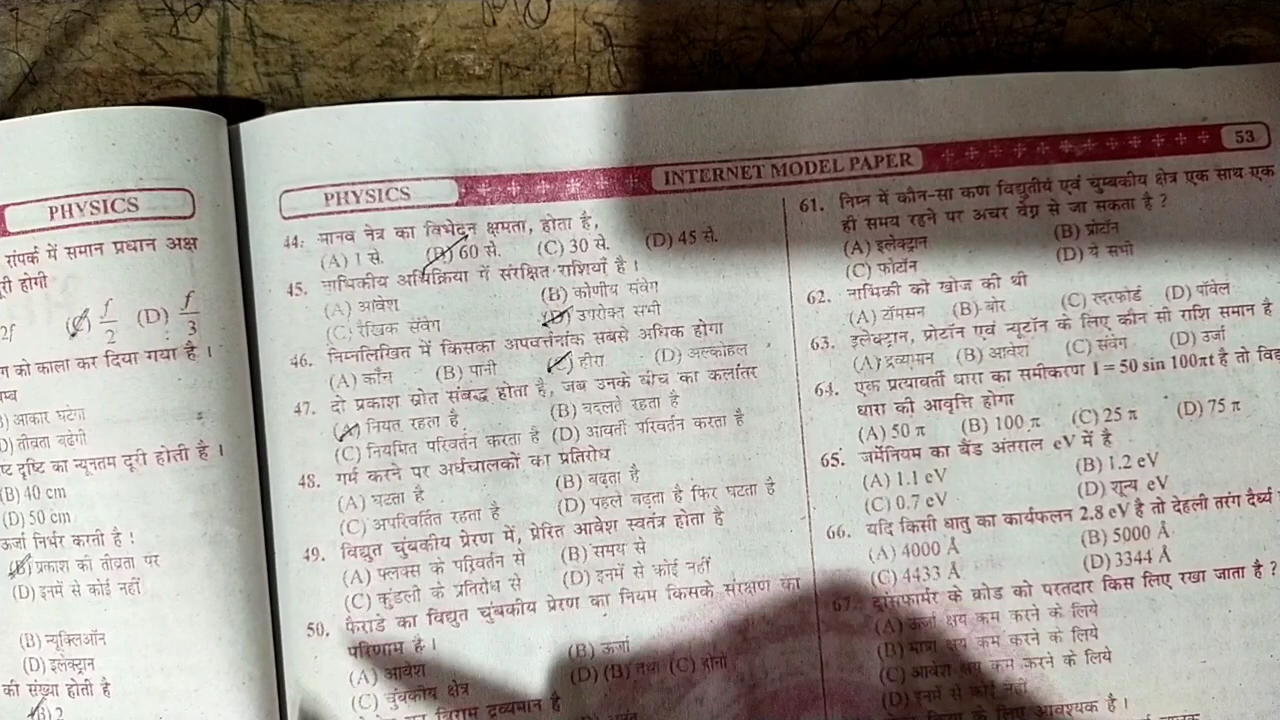 PHYSICS
संपर्क में समान प्रधान अक्ष
होगी
2f (C) f/2 (D) f/3
को काला कर दिया गया है ।
आकार घटेगा
D) तीव्रता बढ़ेगी
दृष्टि का न्यूनतम दूरी होती है ।
(B) 40 cm
(D) 50 cm
ऊर्जा निर्भर करती है !
(B) प्रकाश की तीव्रता पर
(D) इनमें से कोई नहीं
(B) न्यूक्लिऑन
(D) इलेक्ट्रान
की संख्या होती है
(B) 2
PHYSICS INTERNET MODEL PAPER 53
44. मानव नेत्र का विभेदन क्षमता, होता है,
(A) 1 से. (B) 60 से. (C) 30 से. (D) 45 से.
45. नाभिकीय अभिक्रिया में संरक्षित राशियाँ है ।
(A) आवेश (B) कोणीय संवेग
(C) रैखिक संवेग (D) उपरोक्त सभी
46. निम्नलिखित में किसका अपवर्त्तनांक सबसे अधिक होगा
(A) काँच (B) पानी (C) हीरा (D) अल्कोहल
47. दो प्रकाश स्रोत संबद्ध होता है, जब उनके बीच का कलांतर
(A) नियत रहता है (B) बदलते रहता है
(C) नियमित परिवर्तन करता है (D) आवर्ती परिवर्तन करता है
48. गर्म करने पर अर्धचालकों का प्रतिरोध
(A) घटता है (B) बढ़ता है
(C) अपरिवर्तित रहता है (D) पहले बढ़ता है फिर घटता है
49. विद्युत चुंबकीय प्रेरण में, प्रेरित आवेश स्वतंत्र होता है
(A) फ्लक्स के परिवर्तन से (B) समय से
(C) कुंडली के प्रतिरोध से (D) इनमें से कोई नहीं
50. फैराडे का विद्युत चुंबकीय प्रेरण का नियम किसके संरक्षण का
परिणाम है ।
(A) आवेश (B) ऊर्जा
(C) चुंबकीय क्षेत्र (D) (B) तथा (C) दोनों
विराम द्रव्यमान है
61. निम्न में कौन-सा कण विद्युतीय एवं चुम्बकीय क्षेत्र एक साथ एक
ही समय रहने पर अचर वेग से जा सकता है ?
(A) इलेक्ट्रान (B) प्रोटॉन
(C) फोटॉन (D) ये सभी
62. नाभिकी को खोज की थी
(A) टॉमसन (B) बोर (C) रदरफोर्ड (D) पॉवेल
63. इलेक्ट्रान, प्रोटॉन एवं न्यूट्रॉन के लिए कौन सी राशि समान है
(A) द्रव्यमान (B) आवेश (C) संवेग (D) उर्जा
64. एक प्रत्यावर्ती धारा का समीकरण I = 50 sin 100πt है तो
धारा की आवृत्ति होगा
(A) 50 π (B) 100 π (C) 25 π (D) 75 π
65. जर्मेनियम का बैंड अंतराल eV में है
(A) 1.1 eV (B) 1.2 eV
(C) 0.7 eV (D) शून्य eV
66. यदि किसी धातु का कार्यफलन 2.8 eV है तो देहली तरंग दैर्ध्य
(A) 4000 Å (B) 5000 Å
(C) 4433 Å (D) 3344 Å
67. ट्रांसफार्मर के क्रोड को परतदार किस लिए रखा जाता है ?
(A) ऊर्जा क्षय कम करने के लिये
(B) मात्रा क्षय कम करने के लिये
(C) आवेश क्षय कम करने के लिये
(D) इनमें से कोई नहीं
के लिए आवश्यक है ।